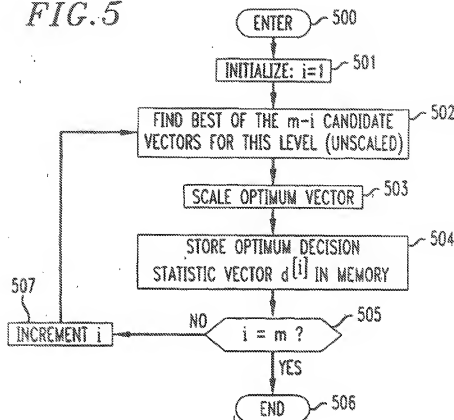 FIG.5
ENTER
500
INITIALIZE: i=1
501
FIND BEST OF THE m-i CANDIDATE
VECTORS FOR THIS LEVEL (UNSCALED)
502
SCALE OPTIMUM VECTOR
503
STORE OPTIMUM DECISION
STATISTIC VECTOR d[i] IN MEMORY
504
507
INCREMENT i
NO
i = m ?
505
YES
END
506